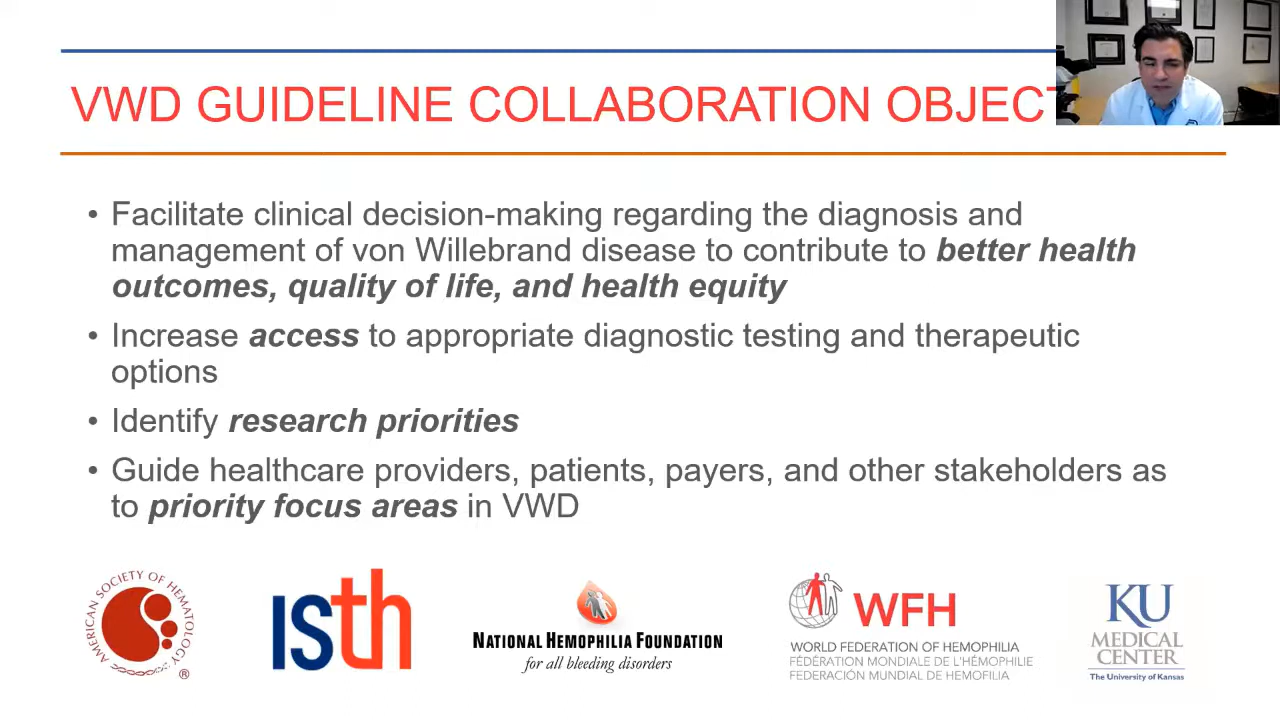 VWD GUIDELINE COLLABORATION OBJECT
• Facilitate clinical decision-making regarding the diagnosis and
management of von Willebrand disease to contribute to better health
outcomes, quality of life, and health equity
• Increase access to appropriate diagnostic testing and therapeutic
options
• Identify research priorities
• Guide healthcare providers, patients, payers, and other stakeholders as
to priority focus areas in VWD
AMERICAN SOCIETY OF HEMATOLOGY
®
isth
NATIONAL HEMOPHILIA FOUNDATION
for all bleeding disorders
WFH
WORLD FEDERATION OF HEMOPHILIA
FÉDÉRATION MONDIALE DE L'HÉMOPHILIE
FEDERACIÓN MUNDIAL DE HEMOFILIA
KU
MEDICAL
CENTER
The University of Kansas